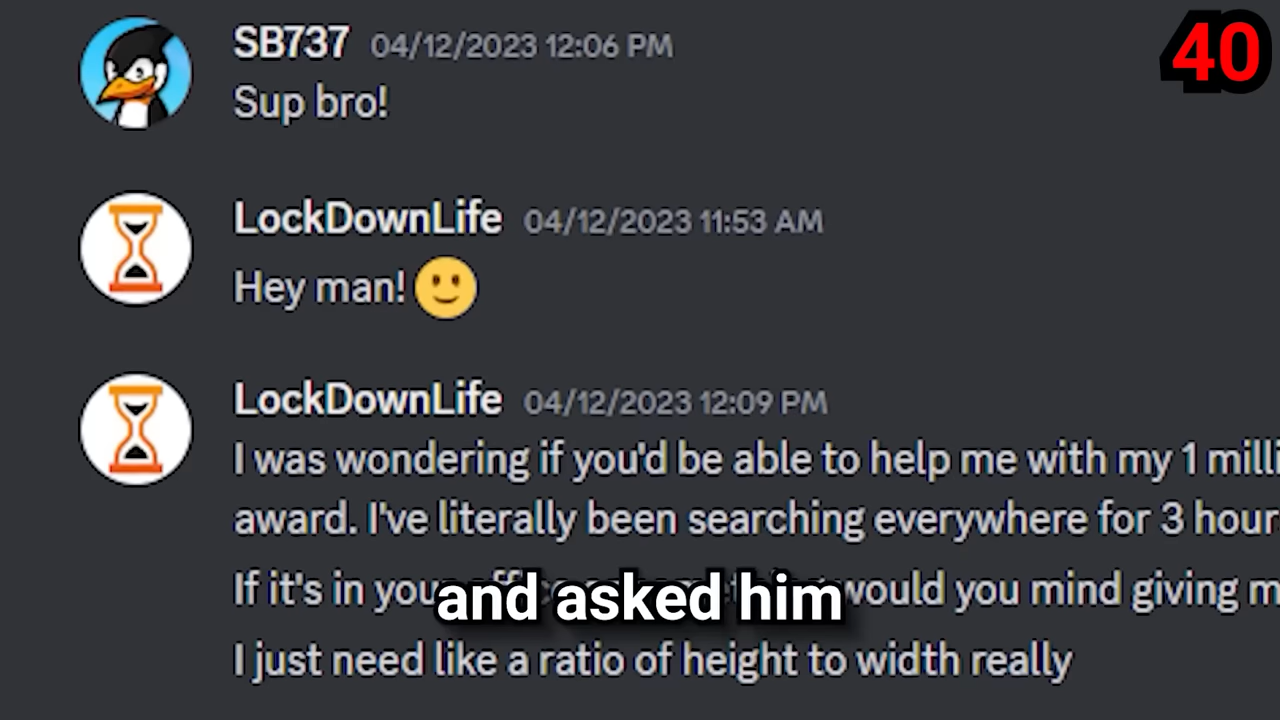 SB737 04/12/2023 12:06 PM
40
Sup bro!
LockDownLife 04/12/2023 11:53 AM
Hey man! 🙂
LockDownLife 04/12/2023 12:09 PM
I was wondering if you'd be able to help me with my 1 milli
award. I've literally been searching everywhere for 3 hour
If it's in you would you mind giving m
and asked him
I just need like a ratio of height to width really